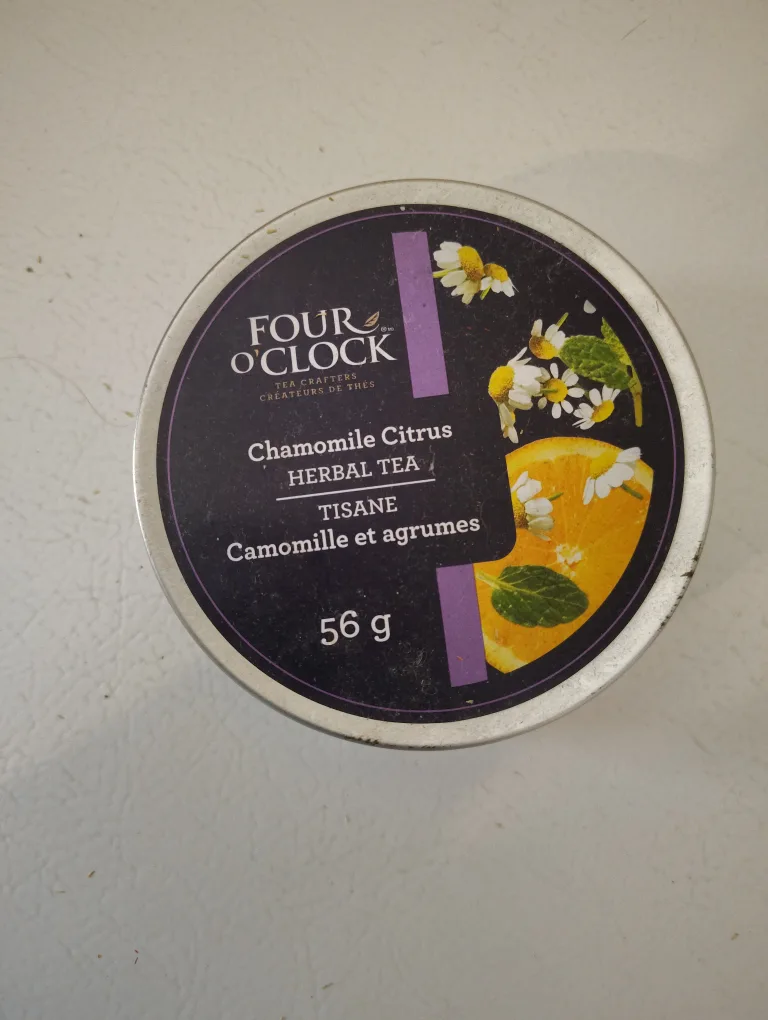 FOUR
O'CLOCK
TEA CRAFTERS
CRÉATEURS DE THÉS
Chamomile Citrus
HERBAL TEA
TISANE
Camomille et agrumes
56 g